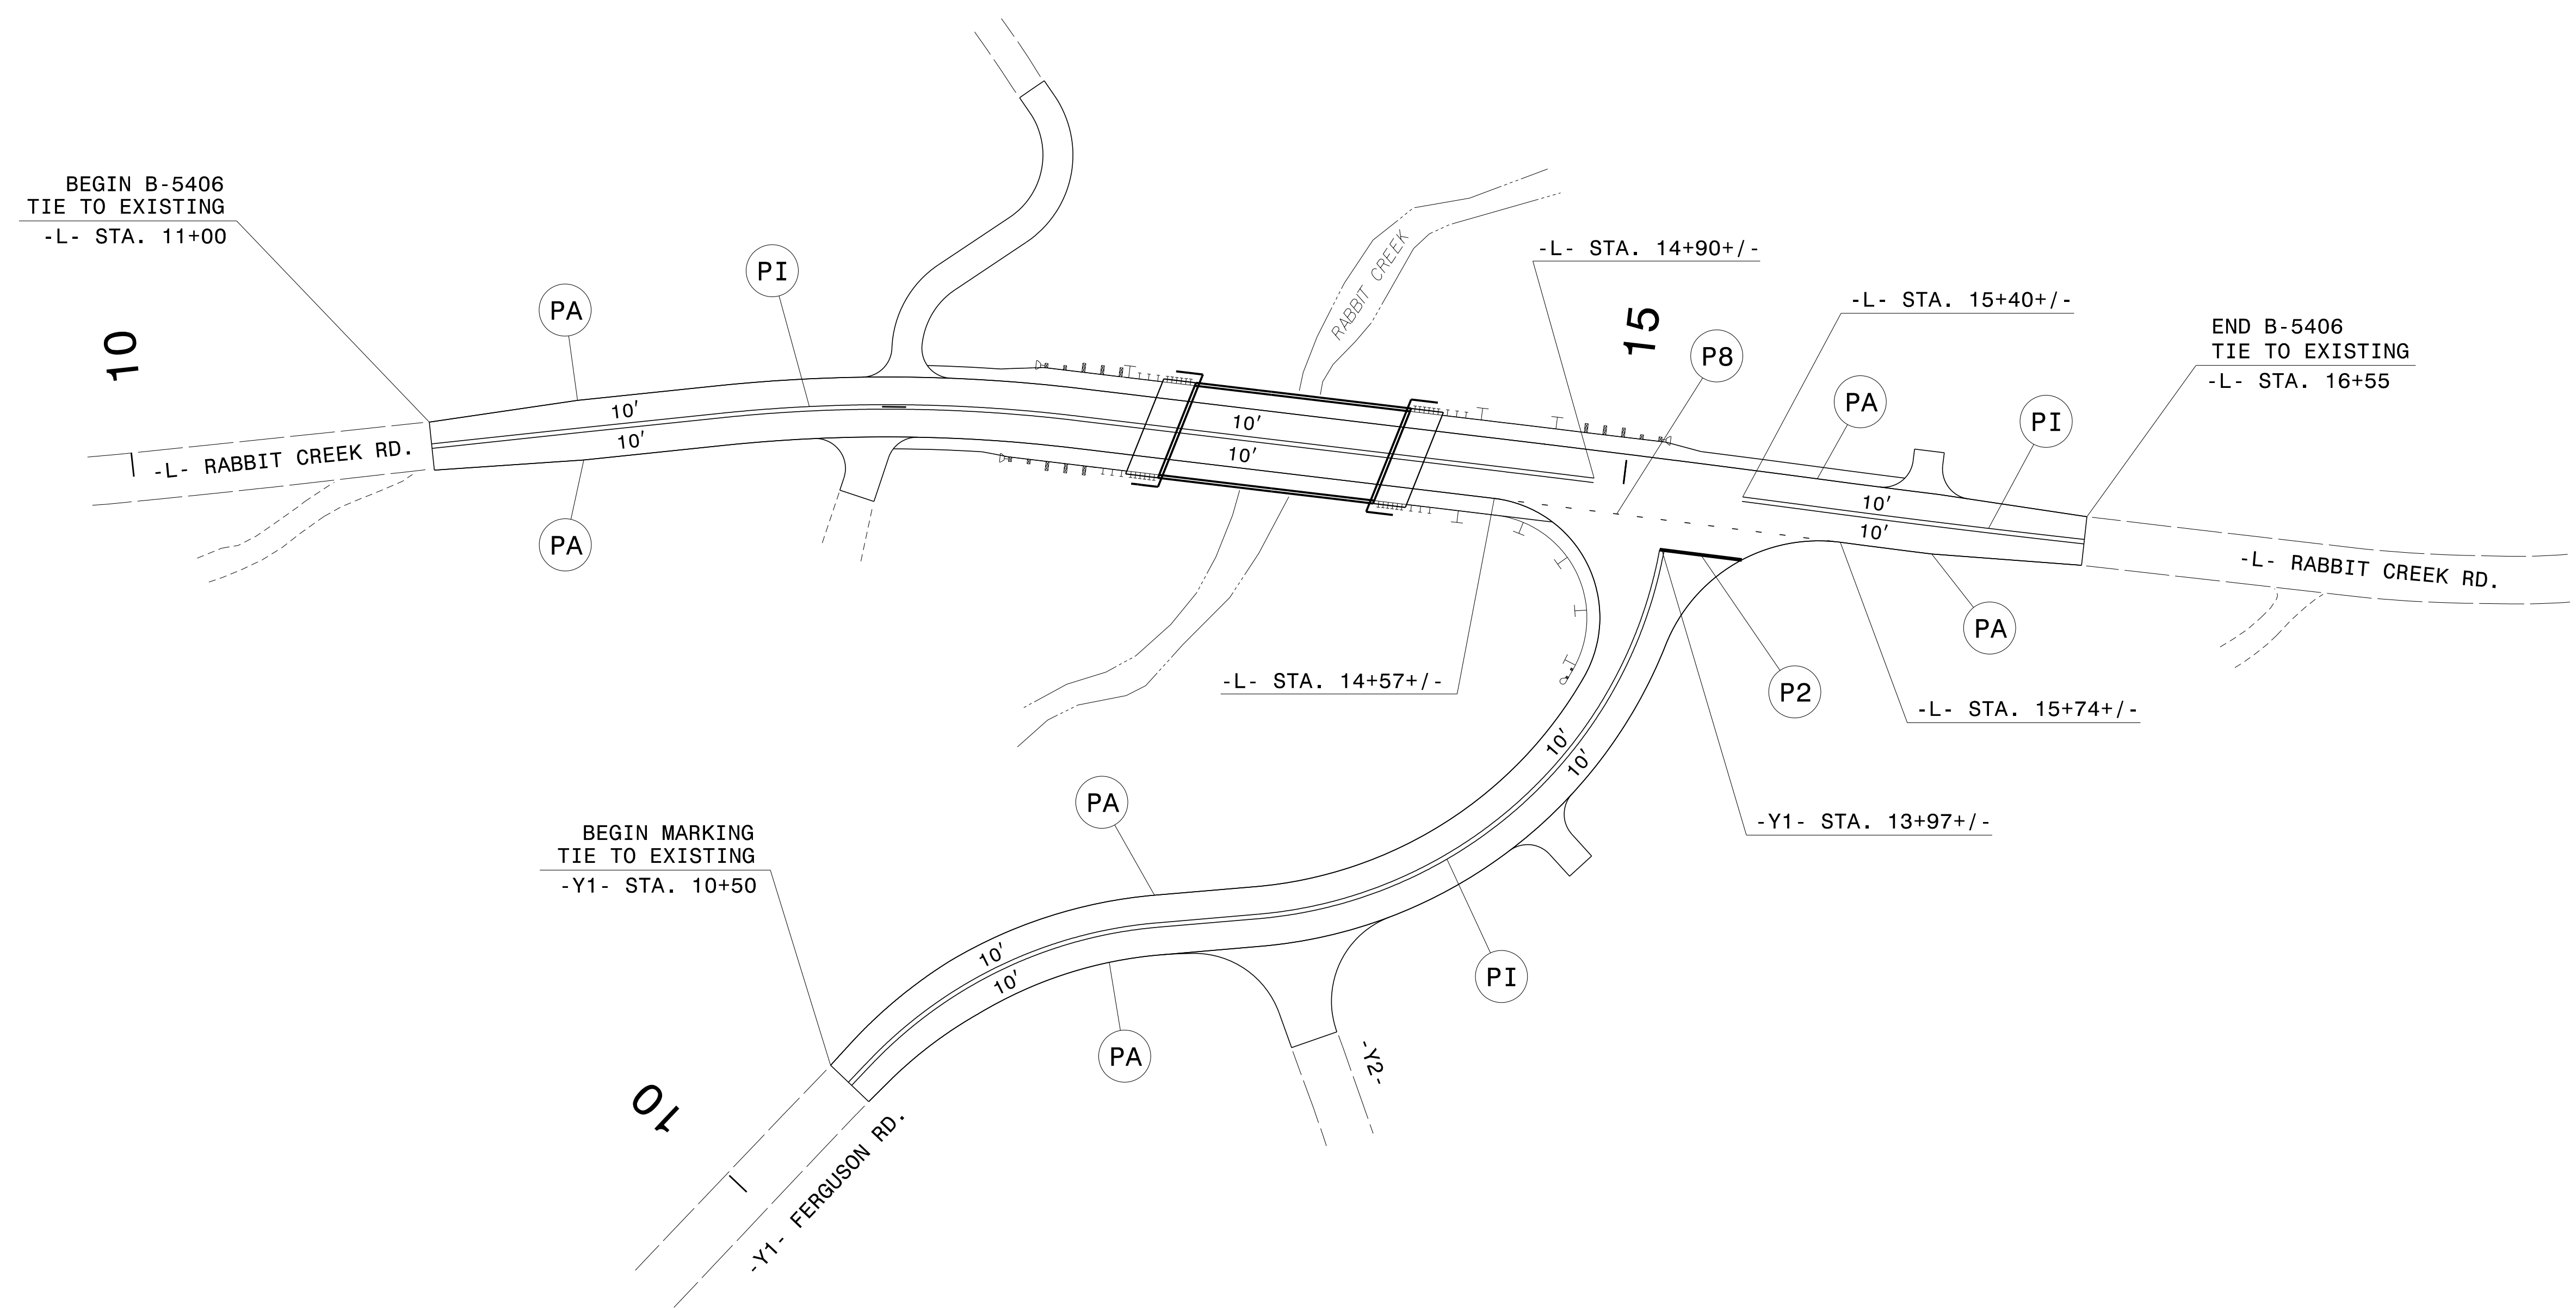 BEGIN B-5406
TIE TO EXISTING
-L- STA. 11+00
10
PA
PI
RABBIT CREEK
-L- STA. 14+90+/-
15
P8
-L- STA. 15+40+/-
END B-5406
TIE TO EXISTING
-L- STA. 16+55
PA
PI
10'
10'
10'
10'
10'
10'
-L- RABBIT CREEK RD.
-L- RABBIT CREEK RD.
PA
PA
-L- STA. 14+57+/-
P2
-L- STA. 15+74+/-
10'
10'
-Y1- STA. 13+97+/-
PA
BEGIN MARKING
TIE TO EXISTING
-Y1- STA. 10+50
10'
10'
PI
PA
-Y2-
10
-Y1- FERGUSON RD.